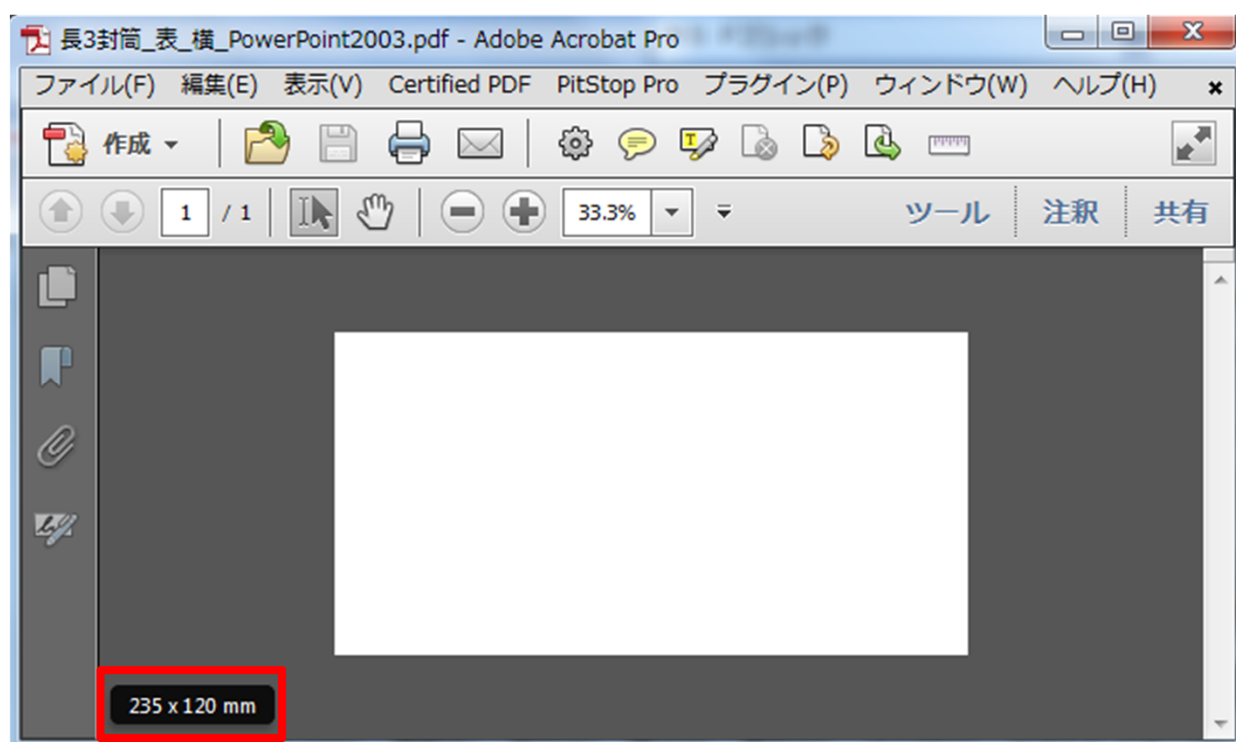 長3封筒_表_横_PowerPoint2003.pdf - Adobe Acrobat Pro
ファイル(F) 編集(E) 表示(V) Certified PDF PitStop Pro プラグイン(P) ウィンドウ(W) ヘルプ(H)
作成
1 / 1 33.3% ツール 注釈 共有
235 x 120 mm